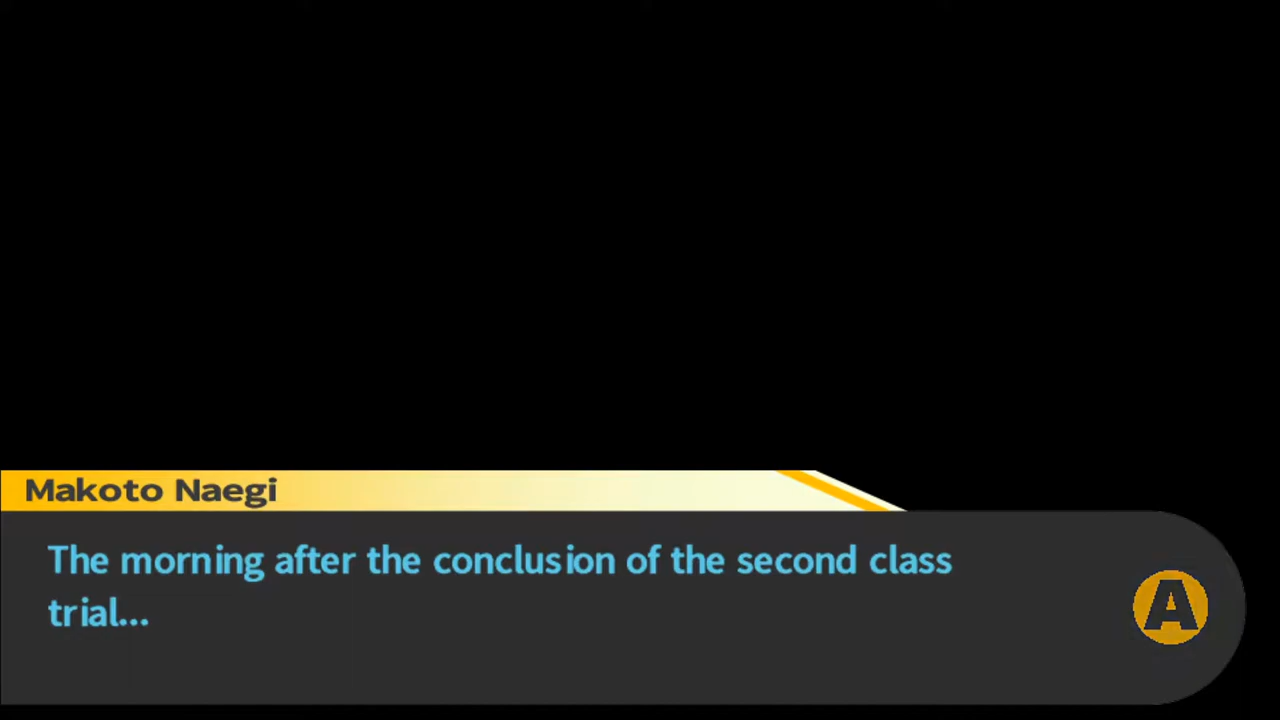 Makoto Naegi
The morning after the conclusion of the second class
trial...
A